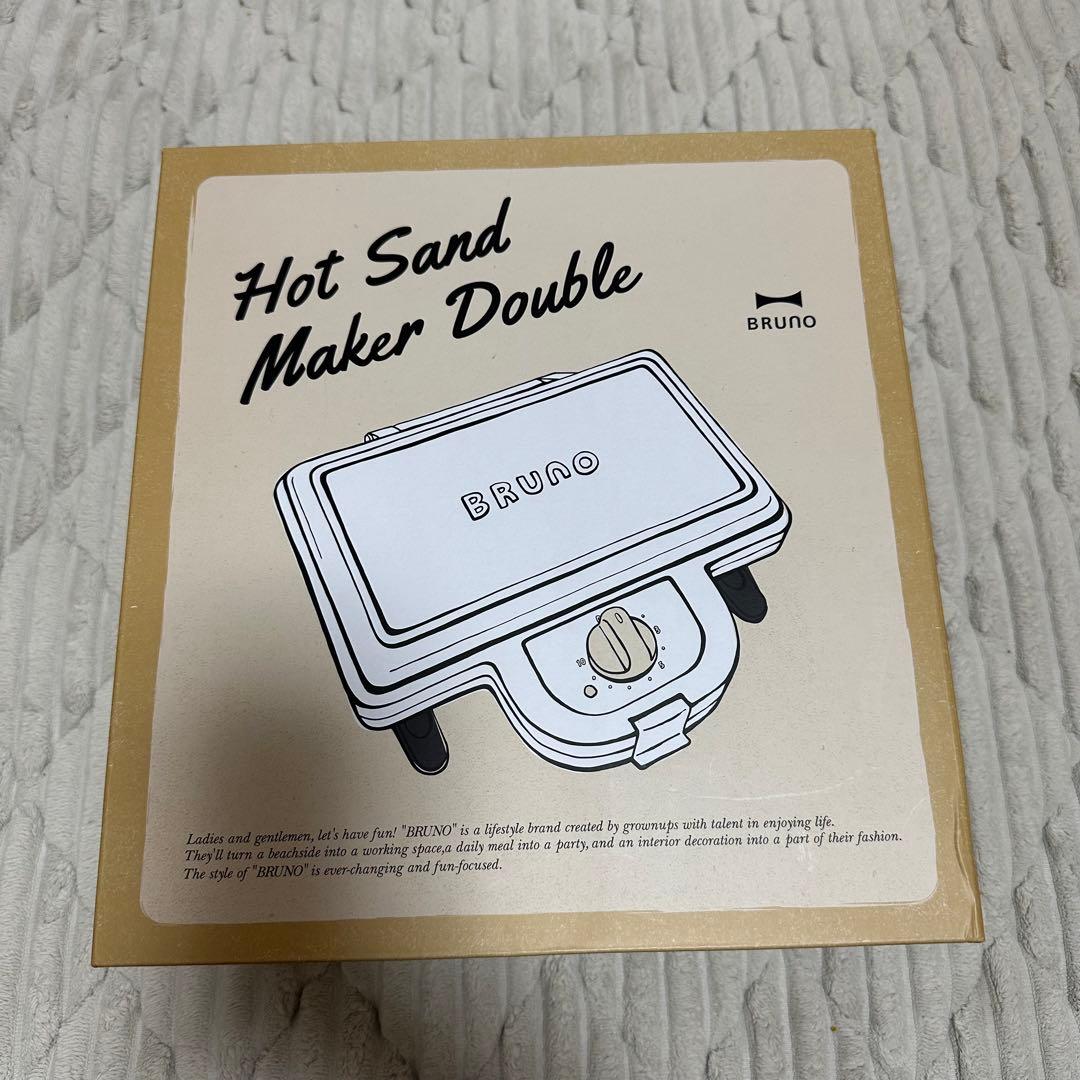 Hot Sand
Maker Double
BRUNO
BRUNO
10
Ladies and gentlemen, let's have fun! "BRUNO" is a lifestyle brand created by grownups with talent in enjoying life.
They'll turn a beachside into a working space,a daily meal into a party, and an interior decoration into a part of their fashion.
The style of "BRUNO" is ever-changing and fun-focused.